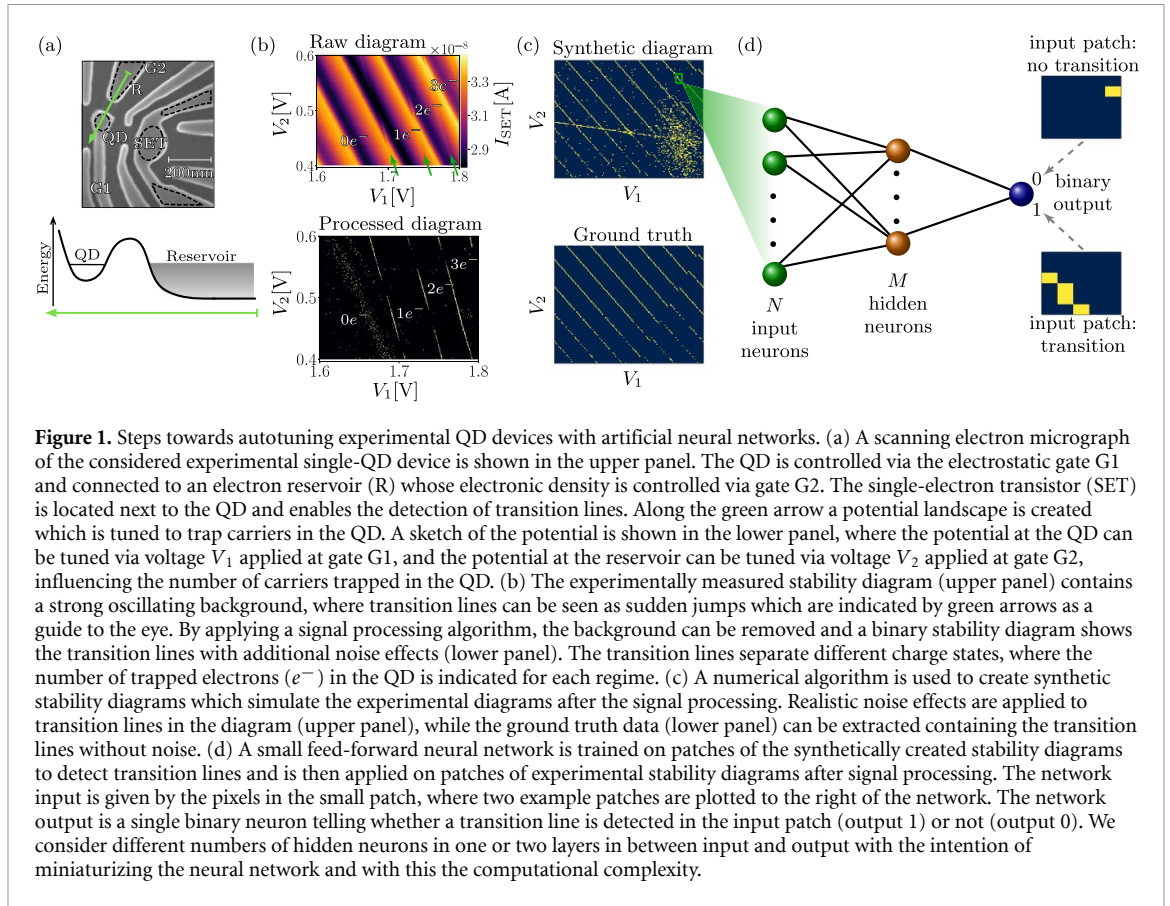 (a)
G2
R
QD
SET
200nm
G1
Energy
QD
Reservoir
(b)
Raw diagram
×10⁻⁸
0.6
0.5
0.4
V₂[V]
0e⁻
1e⁻
2e⁻
3e⁻
3.3
3.1
2.9
I_SET[A]
1.6
1.7
1.8
V₁[V]
Processed diagram
0.6
0.5
0.4
V₂[V]
0e⁻
1e⁻
2e⁻
3e⁻
1.6
1.7
1.8
V₁[V]
(c)
Synthetic diagram
V₂
V₁
Ground truth
V₂
V₁
(d)
N
input
neurons
M
hidden
neurons
input patch:
no transition
0
1
binary
output
input patch:
transition
Figure 1. Steps towards autotuning experimental QD devices with artificial neural networks. (a) A scanning electron micrograph
of the considered experimental single-QD device is shown in the upper panel. The QD is controlled via the electrostatic gate G1
and connected to an electron reservoir (R) whose electronic density is controlled via gate G2. The single-electron transistor (SET)
is located next to the QD and enables the detection of transition lines. Along the green arrow a potential landscape is created
which is tuned to trap carriers in the QD. A sketch of the potential is shown in the lower panel, where the potential at the QD can
be tuned via voltage V₁ applied at gate G1, and the potential at the reservoir can be tuned via voltage V₂ applied at gate G2,
influencing the number of carriers trapped in the QD. (b) The experimentally measured stability diagram (upper panel) contains
a strong oscillating background, where transition lines can be seen as sudden jumps which are indicated by green arrows as a
guide to the eye. By applying a signal processing algorithm, the background can be removed and a binary stability diagram shows
the transition lines with additional noise effects (lower panel). The transition lines separate different charge states, where the
number of trapped electrons (e⁻) in the QD is indicated for each regime. (c) A numerical algorithm is used to create synthetic
stability diagrams which simulate the experimental diagrams after the signal processing. Realistic noise effects are applied to
transition lines in the diagram (upper panel), while the ground truth data (lower panel) can be extracted containing the transition
lines without noise. (d) A small feed-forward neural network is trained on patches of the synthetically created stability diagrams
to detect transition lines and is then applied on patches of experimental stability diagrams after signal processing. The network
input is given by the pixels in the small patch, where two example patches are plotted to the right of the network. The network
output is a single binary neuron telling whether a transition line is detected in the input patch (output 1) or not (output 0). We
consider different numbers of hidden neurons in one or two layers in between input and output with the intention of
miniaturizing the neural network and with this the computational complexity.